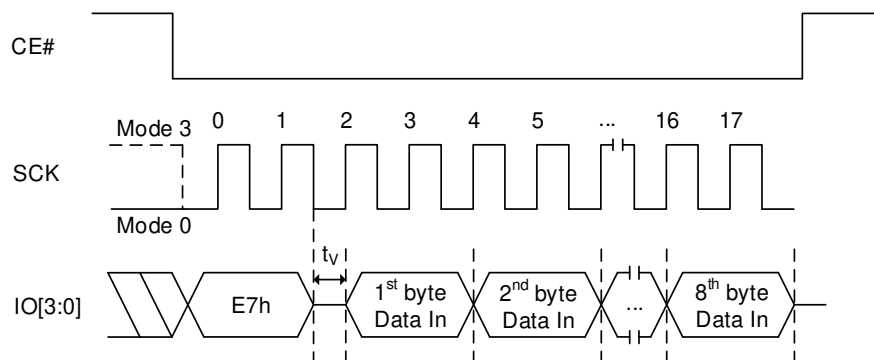 CE#
0 1 2 3 4 5 ... 16 17
Mode 3
SCK
Mode 0
tV
IO[3:0]
E7h
1st byte
Data In
2nd byte
Data In
...
8th byte
Data In